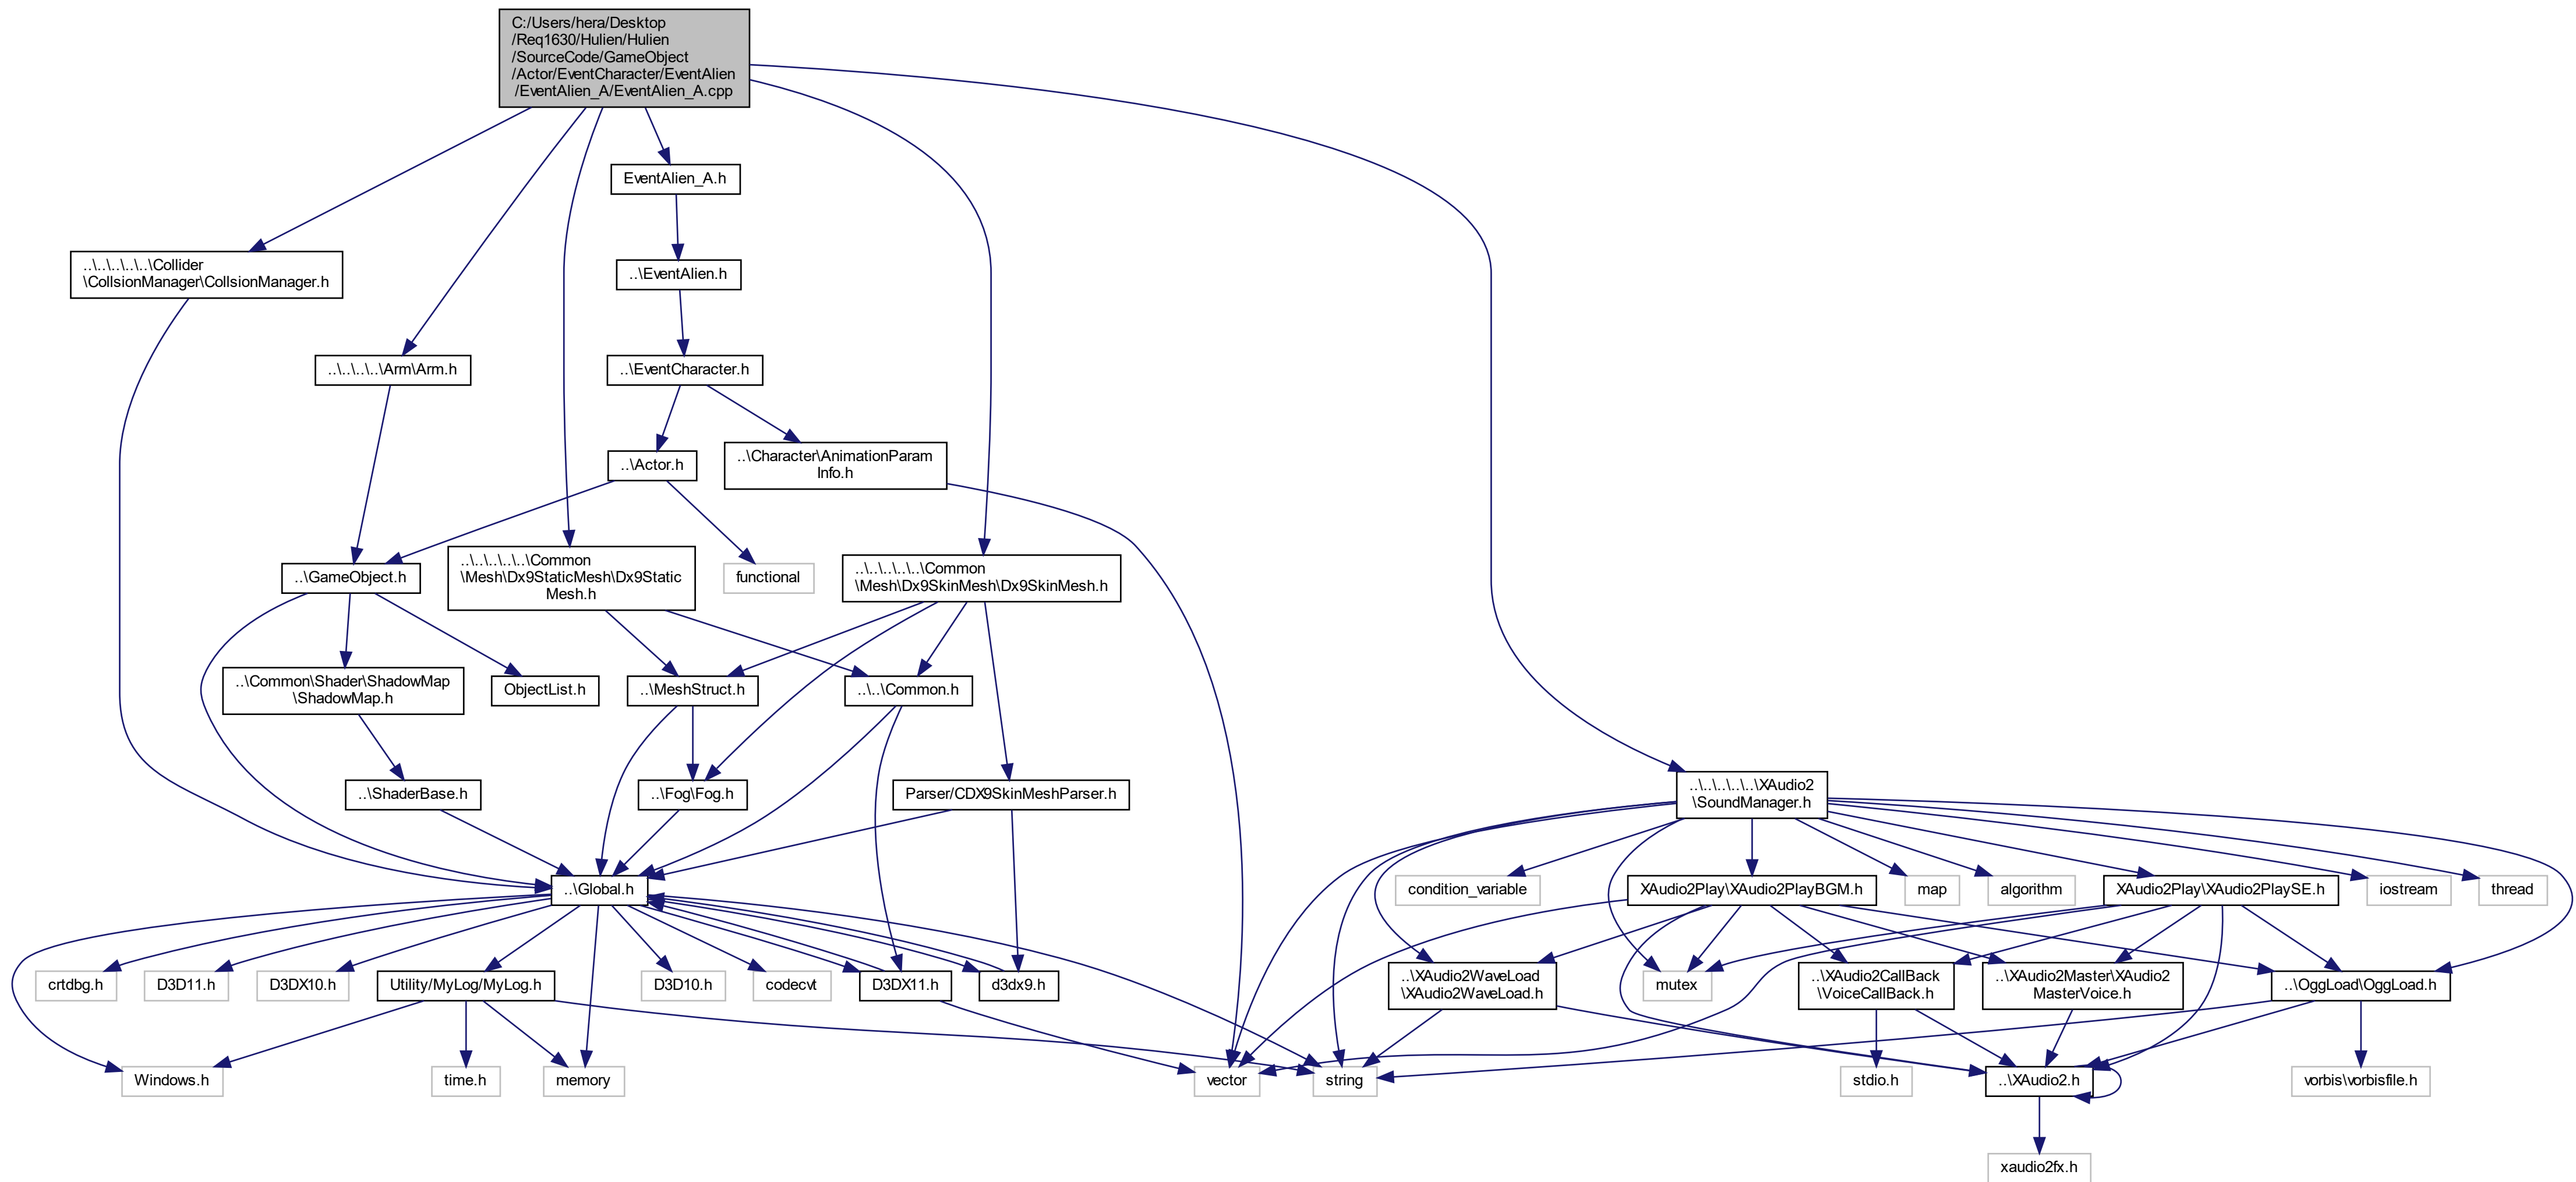 C:/Users/hera/Desktop
/Req1630/Hulien/Hulien
/SourceCode/GameObject
/Actor/EventCharacter/EventAlien
/EventAlien_A/EventAlien_A.cpp
EventAlien_A.h
..\..\..\..\..\Collider
\CollsionManager\CollsionManager.h
..\EventAlien.h
..\..\..\..\Arm\Arm.h
..\EventCharacter.h
..\Actor.h
..\Character\AnimationParam
Info.h
..\GameObject.h
..\..\..\..\..\Common
\Mesh\Dx9StaticMesh\Dx9Static
Mesh.h
functional
..\..\..\..\..\Common
\Mesh\Dx9SkinMesh\Dx9SkinMesh.h
..\Common\Shader\ShadowMap
\ShadowMap.h
ObjectList.h
..\MeshStruct.h
..\..\Common.h
..\ShaderBase.h
..\Fog\Fog.h
Parser/CDX9SkinMeshParser.h
..\..\..\..\..\XAudio2
\SoundManager.h
..\Global.h
condition_variable
XAudio2Play\XAudio2PlayBGM.h
map
algorithm
XAudio2Play\XAudio2PlaySE.h
iostream
thread
crtdbg.h
D3D11.h
D3DX10.h
Utility/MyLog/MyLog.h
D3D10.h
codecvt
D3DX11.h
d3dx9.h
..\XAudio2WaveLoad
\XAudio2WaveLoad.h
mutex
..\XAudio2CallBack
\VoiceCallBack.h
..\XAudio2Master\XAudio2
MasterVoice.h
..\OggLoad\OggLoad.h
Windows.h
time.h
memory
vector
string
stdio.h
..\XAudio2.h
vorbis\vorbisfile.h
xaudio2fx.h